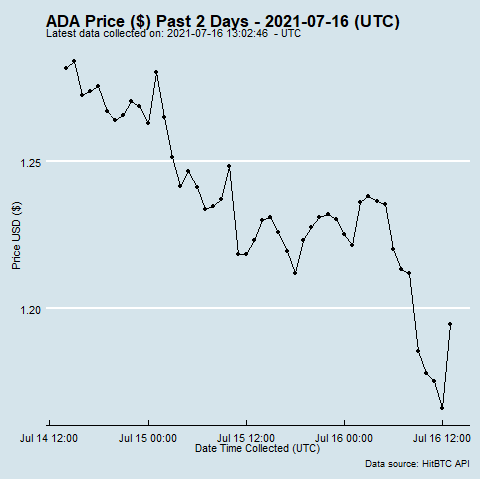 ADA Price ($) Past 2 Days - 2021-07-16 (UTC)
Latest data collected on: 2021-07-16 13:02:46 - UTC
Price USD ($)
1.25
1.20
Jul 14 12:00
Jul 15 00:00
Jul 15 12:00
Jul 16 00:00
Jul 16 12:00
Date Time Collected (UTC)
Data source: HitBTC API